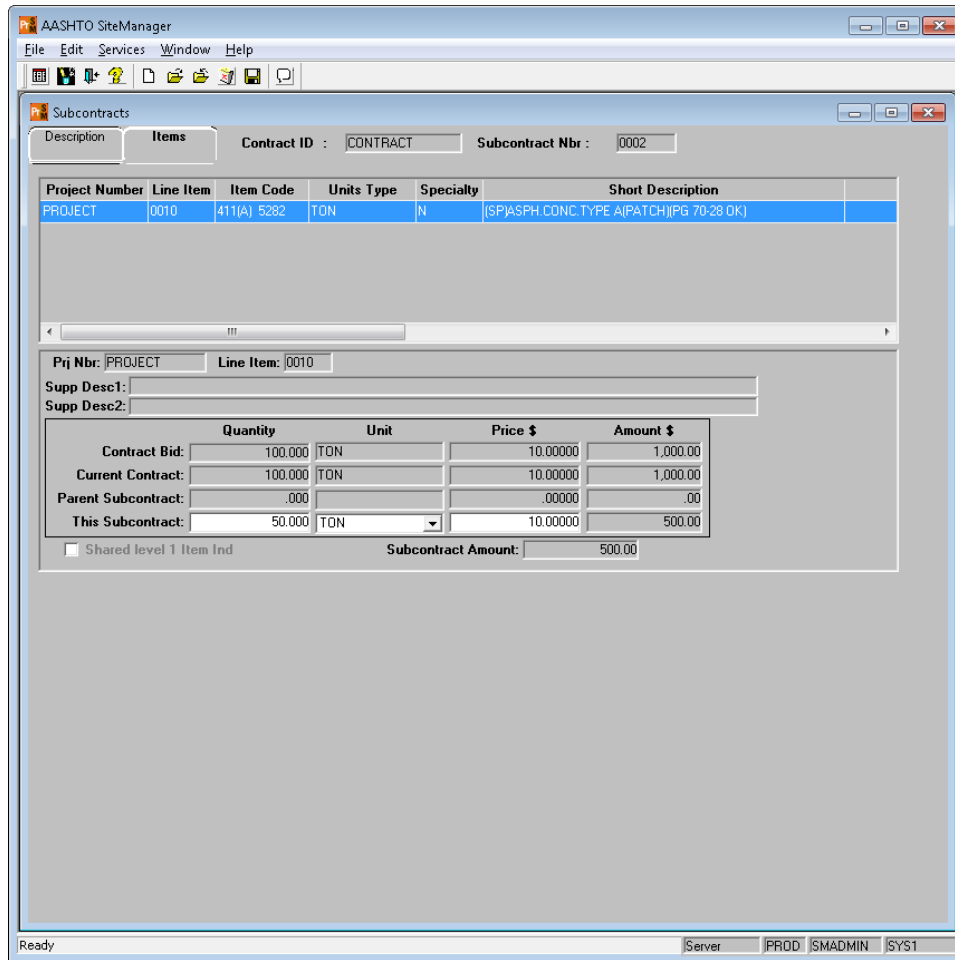 AASHTO SiteManager
File Edit Services Window Help
Subcontracts
Description Items Contract ID : CONTRACT Subcontract Nbr : 0002
Project Number Line Item Item Code Units Type Specialty Short Description
PROJECT 0010 411(A) 5282 TON N (SP)ASPH.CONC.TYPE A(PATCH)(PG 70-28 OK)
Prj Nbr: PROJECT Line Item: 0010
Supp Desc1:
Supp Desc2:
Quantity Unit Price $ Amount $
Contract Bid: 100.000 TON 10.00000 1,000.00
Current Contract: 100.000 TON 10.00000 1,000.00
Parent Subcontract: .000 .00000 .00
This Subcontract: 50.000 TON 10.00000 500.00
Shared level 1 Item Ind Subcontract Amount: 500.00
Ready Server PROD SMADMIN SYS1